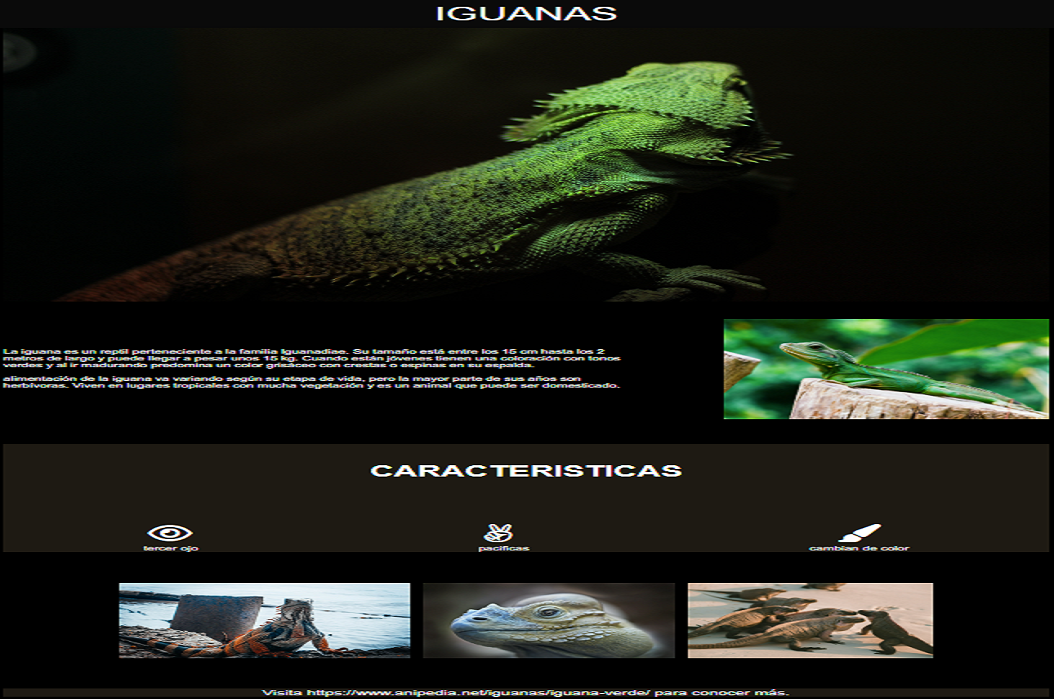 IGUANAS
La iguana es un reptil perteneciente a la familia Iguanadiae. Su tamaño está entre los 15 cm hasta los 2
metros de largo y puede llegar a pesar unos 15 kg. Cuando están jóvenes tienen una coloración con tonos
verdes y al ir madurando predomina un color grisáceo con crestas o espinas en su espalda.
alimentación de la iguana va variendo según su etapa de vida, pero la mayor parte de sus años son
herbívoras. Viven en lugares tropicales con mucha vegetación y es un animal que puede ser domesticado.
CARACTERISTICAS
tercer ojo
pacificas
cambian de color
Visita https://www.anipedia.net/iguanas/iguana-verde/ para conocer más.